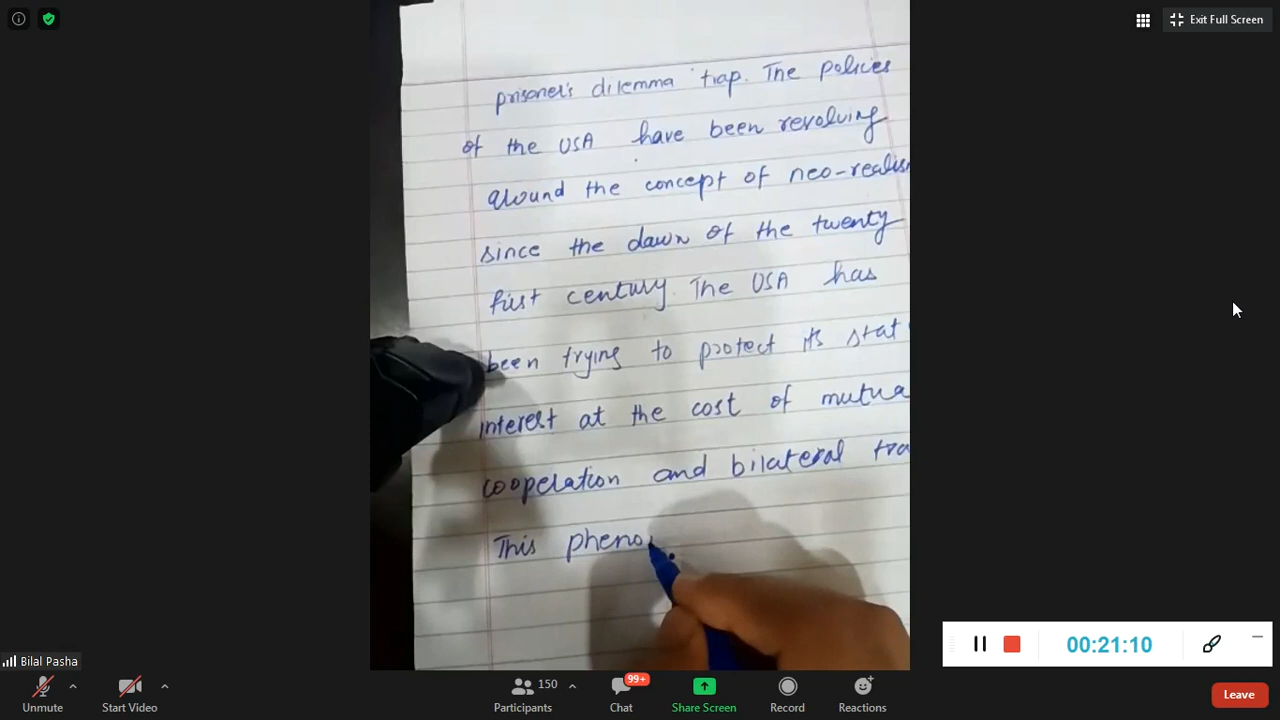 Exit Full Screen
prisoner's dilemma trap. The policies
of the USA have been revolving
around the concept of neo-realis
since the dawn of the twenty
first century. The USA has
been trying to protect its stat
interest at the cost of mutua
cooperation and bilateral tra
This pheno
00:21:10
Bilal Pasha
150
99+
Unmute
Start Video
Participants
Chat
Share Screen
Record
Reactions
Leave